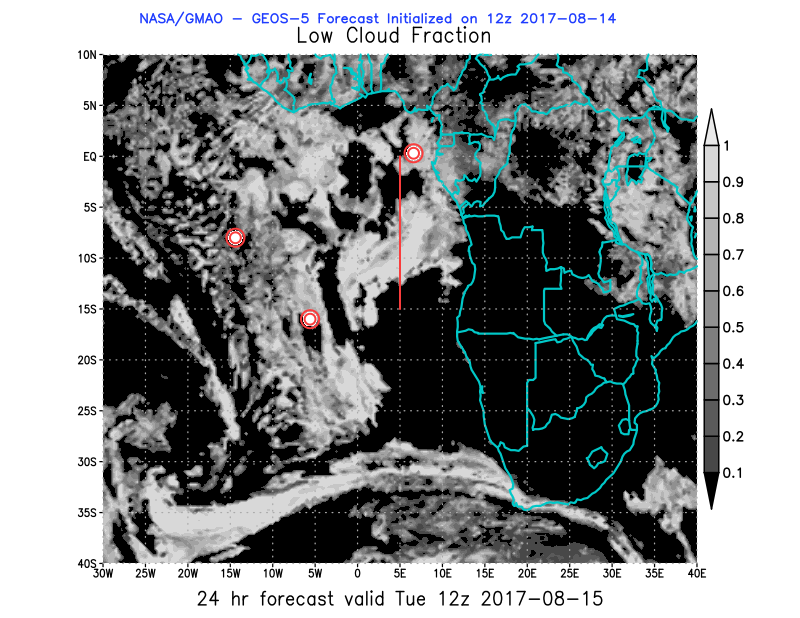 NASA/GMAO - GEOS-5 Forecast Initialized on 12z 2017-08-14
Low Cloud Fraction
10N
5N
EQ
5S
10S
15S
20S
25S
30S
35S
40S
30W 25W 20W 15W 10W 5W 0 5E 10E 15E 20E 25E 30E 35E 40E
1
0.9
0.8
0.7
0.6
0.5
0.4
0.3
0.2
0.1
24 hr forecast valid Tue 12z 2017-08-15